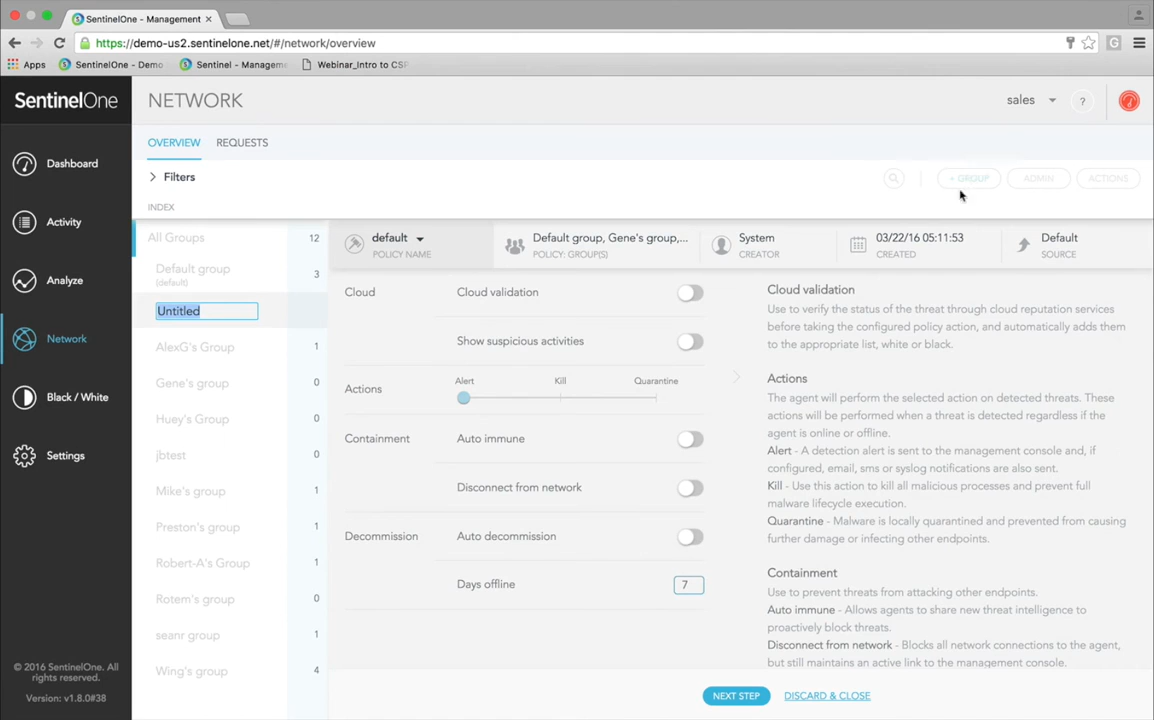 SentinelOne - Management
https://demo-us2.sentinelone.net/#/network/overview
Apps SentinelOne - Demo Sentinel - Manageme Webinar_Intro to CSP
SentinelOne
NETWORK
sales
?
OVERVIEW REQUESTS
Filters
+ GROUP ADMIN ACTIONS
INDEX
Dashboard
Activity
Analyze
Network
Black / White
Settings
© 2016 SentinelOne. All
rights reserved.
Version: v1.8.0#38
All Groups 12
Default group 3
(default)
Untitled
AlexG's Group 1
Gene's group 0
Huey's Group 0
jbtest 0
Mike's group 1
Preston's group 1
Robert-A's Group 1
Rotem's group 0
seanr group 1
Wing's group 4
default
POLICY NAME
Default group, Gene's group,...
POLICY: GROUP(S)
System
CREATOR
03/22/16 05:11:53
CREATED
Default
SOURCE
Cloud Cloud validation
Show suspicious activities
Actions Alert Kill Quarantine
Containment Auto immune
Disconnect from network
Decommission Auto decommission
Days offline 7
Cloud validation
Use to verify the status of the threat through cloud reputation services
before taking the configured policy action, and automatically adds them
to the appropriate list, white or black.
Actions
The agent will perform the selected action on detected threats. These
actions will be performed when a threat is detected regardless if the
agent is online or offline.
Alert - A detection alert is sent to the management console and, if
configured, email, sms or syslog notifications are also sent.
Kill - Use this action to kill all malicious processes and prevent full
malware lifecycle execution.
Quarantine - Malware is locally quarantined and prevented from causing
further damage or infecting other endpoints.
Containment
Use to prevent threats from attacking other endpoints.
Auto immune - Allows agents to share new threat intelligence to
proactively block threats.
Disconnect from network - Blocks all network connections to the agent,
but still maintains an active link to the management console.
NEXT STEP DISCARD & CLOSE